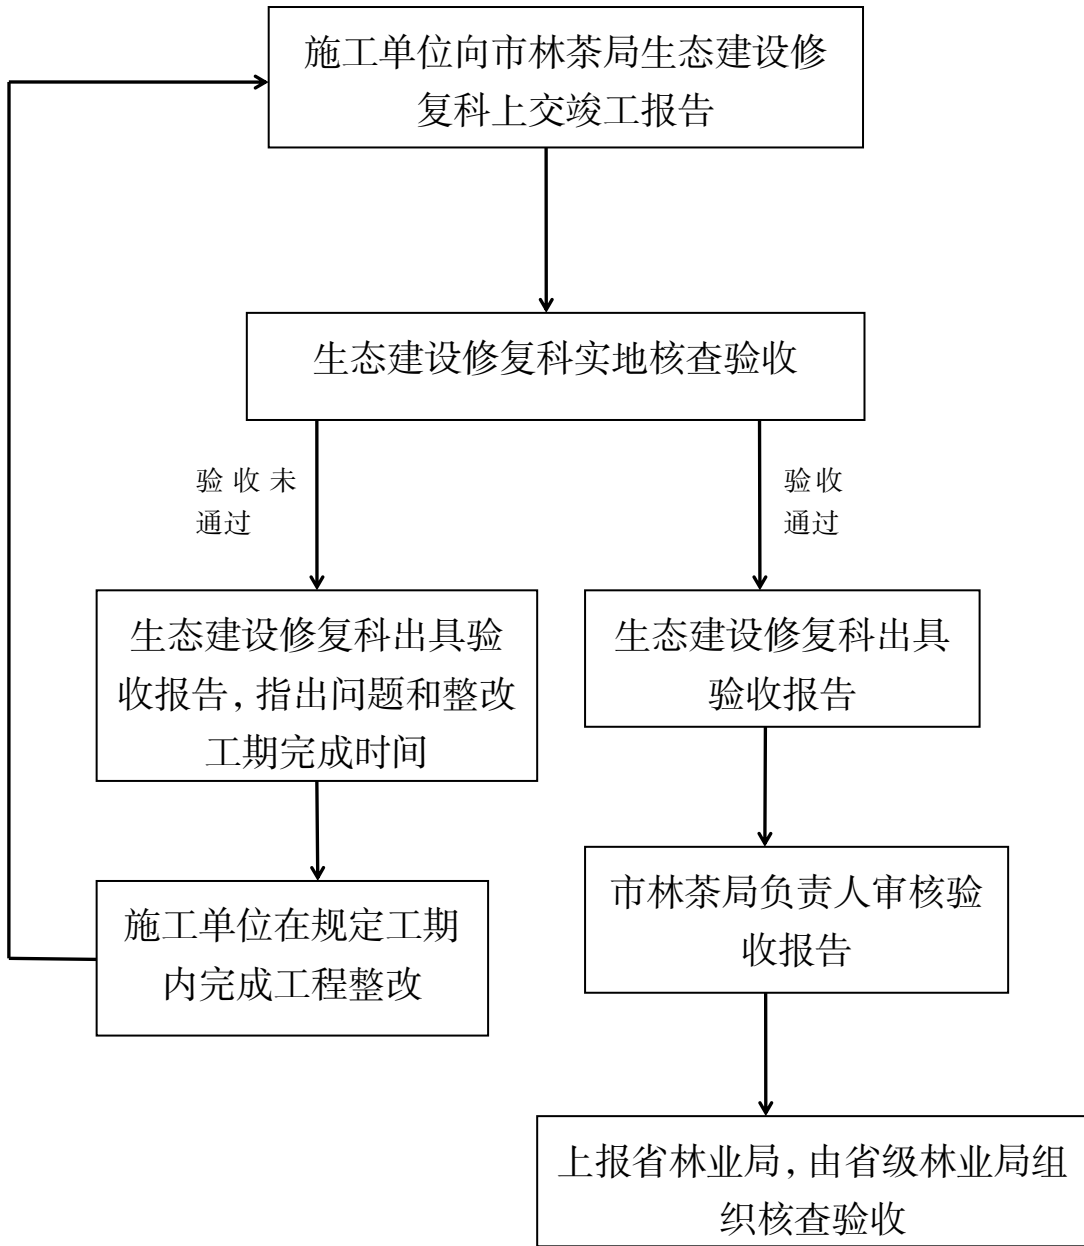 施工单位向市林茶局生态建设修
复科上交竣工报告
生态建设修复科实地核查验收
验收未
通过
验收
通过
生态建设修复科出具验
收报告，指出问题和整改
工期完成时间
生态建设修复科出具
验收报告
施工单位在规定工期
内完成工程整改
市林茶局负责人审核验
收报告
上报省林业局，由省级林业局组
织核查验收